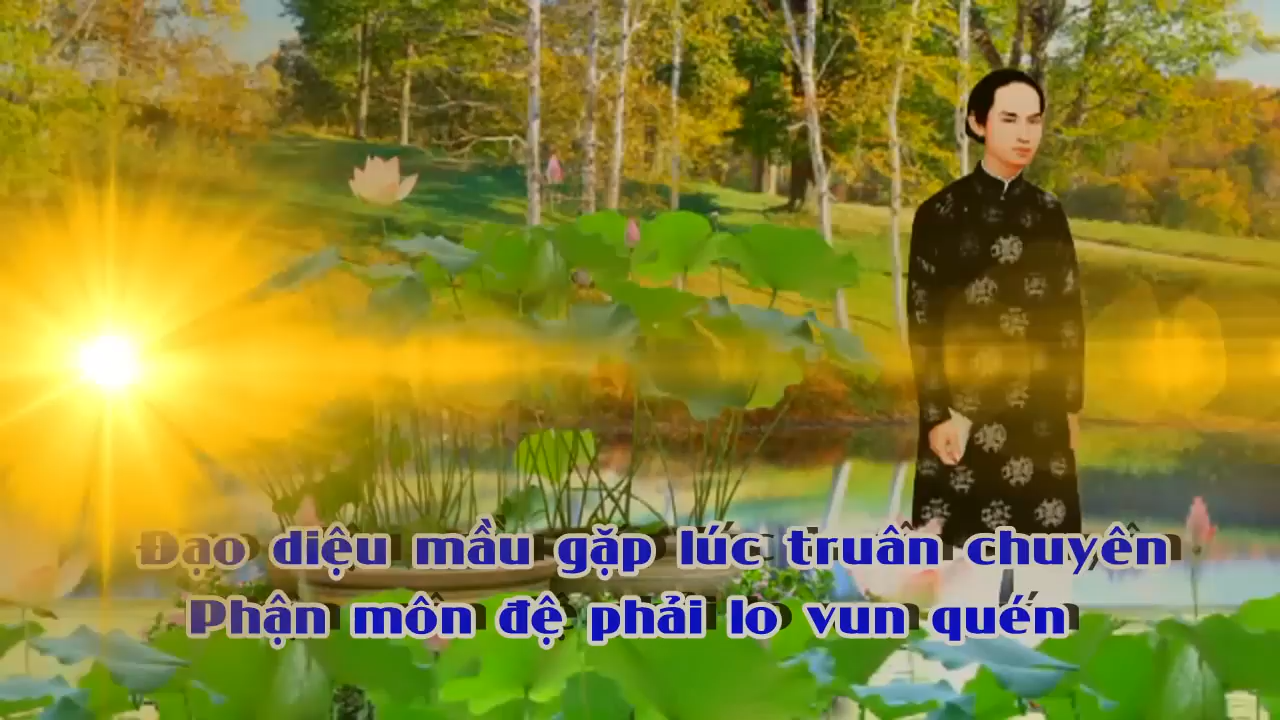 Đạo diệu mầu gặp lúc truân chuyên
Phận môn đệ phải lo vun quén